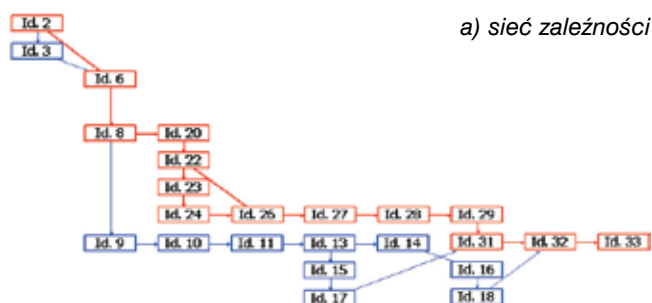 Id. 2
a) sieć zależności
Id. 3
Id. 6
Id. 8
Id. 20
Id. 22
Id. 23
Id. 24
Id. 26
Id. 27
Id. 28
Id. 29
Id. 9
Id. 10
Id. 11
Id. 13
Id. 14
Id. 31
Id. 32
Id. 33
Id. 15
Id. 16
Id. 17
Id. 18